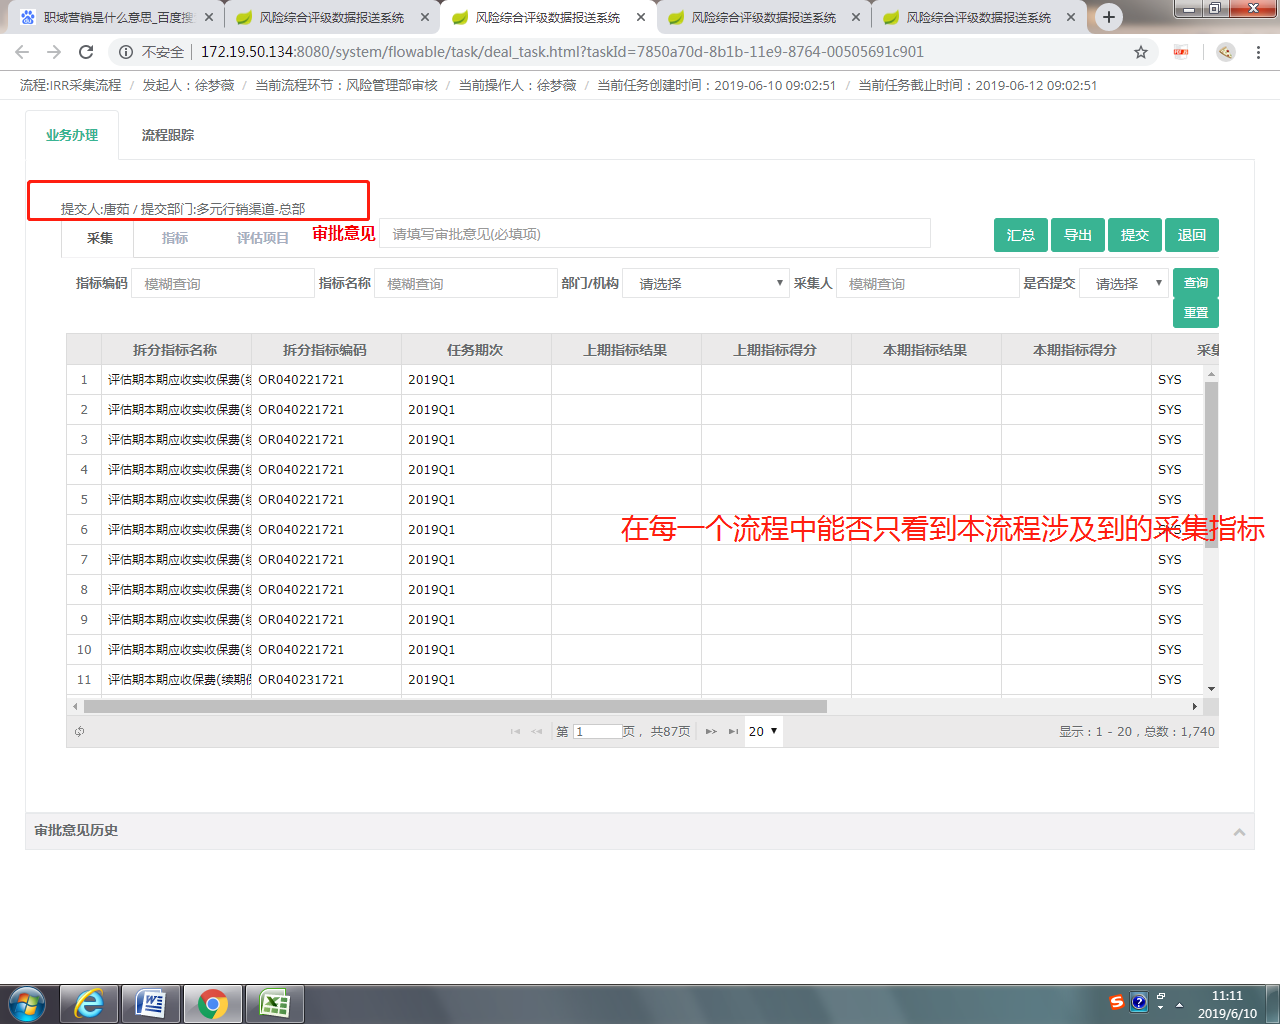 职域营销是什么意思_百度搜
风险综合评级数据报送系统
风险综合评级数据报送系统
风险综合评级数据报送系统
风险综合评级数据报送系统
不安全
172.19.50.134:8080/system/flowable/task/deal_task.html?taskId=7850a70d-8b1b-11e9-8764-00505691c901
流程:IRR采集流程 / 发起人：徐梦薇 / 当前流程环节：风险管理部审核 / 当前操作人：徐梦薇 / 当前任务创建时间：2019-06-10 09:02:51 / 当前任务截止时间：2019-06-12 09:02:51
业务办理 流程跟踪
提交人:唐茹 / 提交部门:多元行销渠道-总部
采集 指标 评估项目 审批意见 请填写审批意见(必填项) 汇总 导出 提交 退回
指标编码 模糊查询 指标名称 模糊查询 部门/机构 请选择 采集人 模糊查询 是否提交 请选择 查询
重置
拆分指标名称 拆分指标编码 任务期次 上期指标结果 上期指标得分 本期指标结果 本期指标得分 采集
1 评估期本期应收实收保费(续 OR040221721 2019Q1 SYS
2 评估期本期应收实收保费(续 OR040221721 2019Q1 SYS
3 评估期本期应收实收保费(续 OR040221721 2019Q1 SYS
4 评估期本期应收实收保费(续 OR040221721 2019Q1 SYS
5 评估期本期应收实收保费(续 OR040221721 2019Q1 SYS
6 评估期本期应收实收保费(续 OR040221721 2019Q1 SYS
在每一个流程中能否只看到本流程涉及到的采集指标
7 评估期本期应收实收保费(续 OR040221721 2019Q1 SYS
8 评估期本期应收实收保费(续 OR040221721 2019Q1 SYS
9 评估期本期应收实收保费(续 OR040221721 2019Q1 SYS
10 评估期本期应收实收保费(续 OR040221721 2019Q1 SYS
11 评估期本期应收保费(续期保 OR040231721 2019Q1 SYS
第 1 页， 共87页 20 显示：1 - 20，总数：1,740
审批意见历史
11:11
2019/6/10